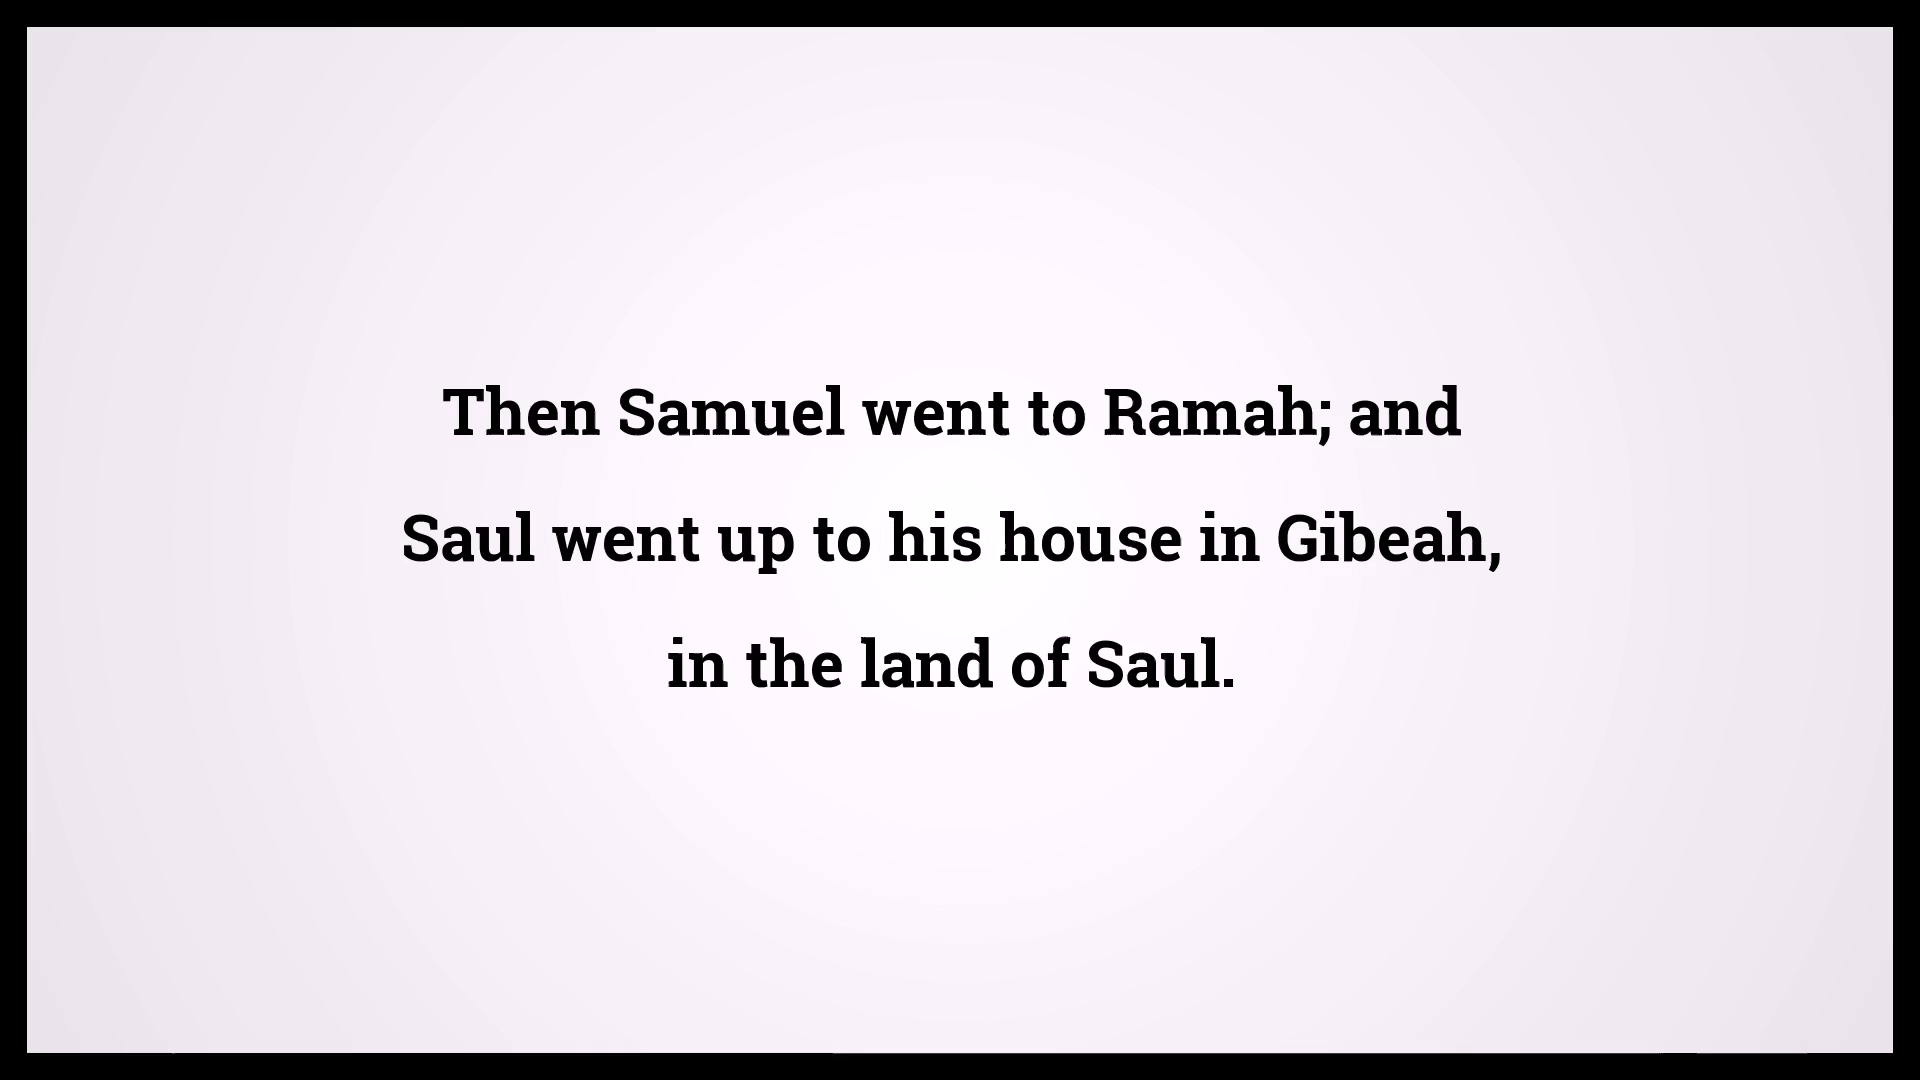 Then Samuel went to Ramah; and
Saul went up to his house in Gibeah,
in the land of Saul.